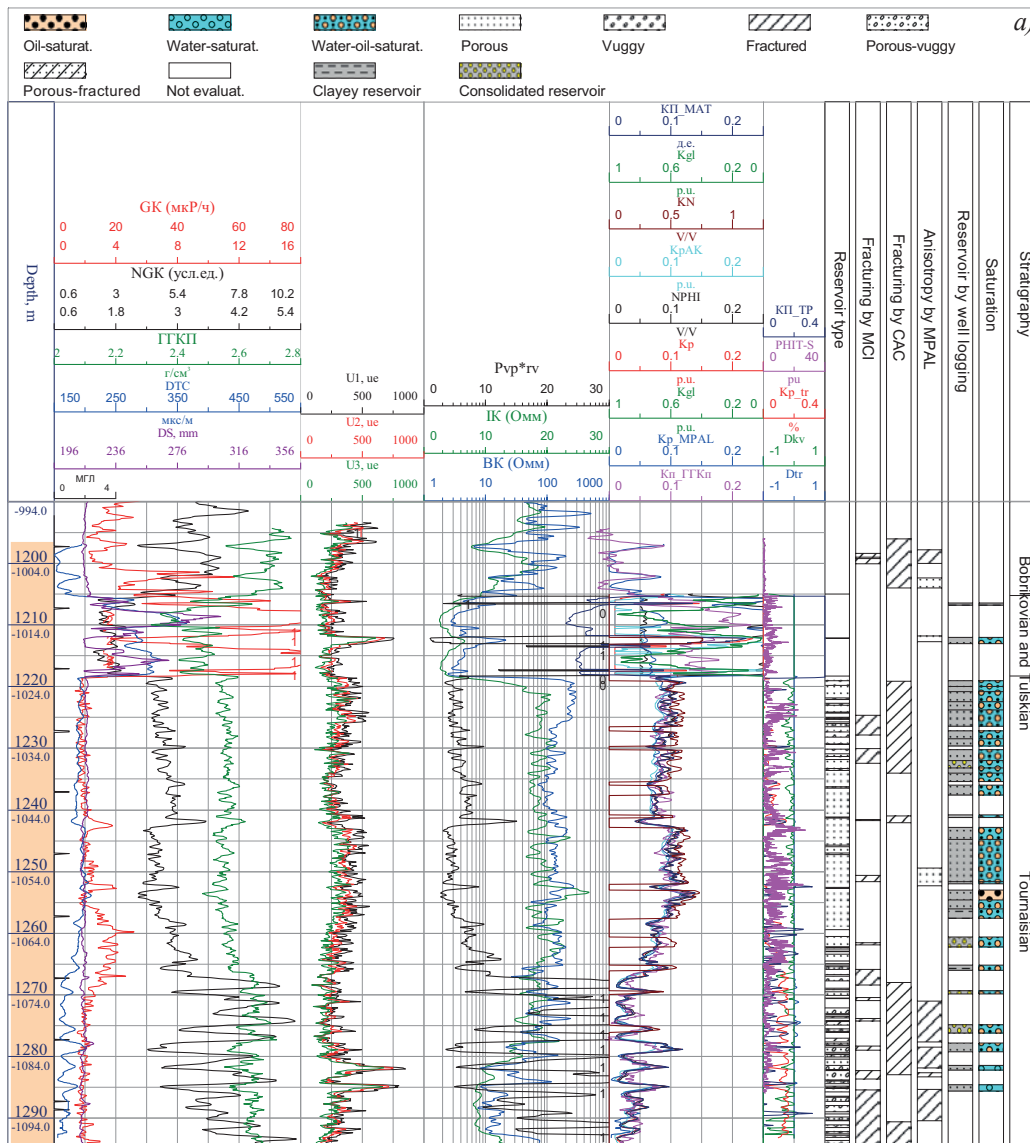 a)
Oil-saturat. Water-saturat. Water-oil-saturat. Porous Vuggy Fractured Porous-vuggy
Porous-fractured Not evaluat. Clayey reservoir Consolidated reservoir
Depth, m
ГК (мкР/ч)
0 20 40 60 80
0 4 8 12 16
NGK (усл.ед.)
0.6 3 5.4 7.8 10.2
0.6 1.8 3 4.2 5.4
ГГКП
2 2.2 2.4 2.6 2.8
г/см³
DTC
150 250 350 450 550
мкс/м
DS, mm
196 236 276 316 356
МГЛ
0 4
U1, ue
0 500 1000
U2, ue
0 500 1000
U3, ue
0 500 1000
Pvp*rv
0 10 20 30
IK (Омм)
0 10 20 30
ВК (Омм)
1 10 100 1000
КП_МАТ
0 0.1 0.2
д.е.
Kgl
1 0.6 0.2 0
p.u.
KN
0 0.5 1
V/V
KpAK
0 0.1 0.2
p.u.
NPHI
0 0.1 0.2
V/V
Kp
0 0.1 0.2
p.u.
Kgl
1 0.6 0.2 0
p.u.
Kp_MPAL
0 0.1 0.2
Кп_ГГКп
0 0.1 0.2
КП_ТР
0 0.4
PHIT-S
0 40
pu
Kp_tr
0 0.4
%
Dkv
-1 1
Dtr
-1 1
Reservoir type
Fracturing by MCI
Fracturing by CAC
Anisotropy by MPAL
Reservoir by well logging
Saturation
Stratigraphy
-994.0
1200
-1004.0
1210
-1014.0
1220
-1024.0
1230
-1034.0
1240
-1044.0
1250
-1054.0
1260
-1064.0
1270
-1074.0
1280
-1084.0
1290
-1094.0
Bobrikovian and Tulskian
Tournaisian